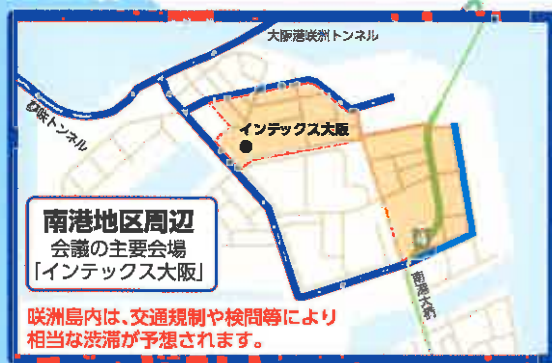 大阪港咲洲トンネル
夢咲トンネル
インテックス大阪
南港大橋
南港地区周辺
会議の主要会場
「インテックス大阪」
咲洲島内は、交通規制や検問等により
相当な渋滞が予想されます。